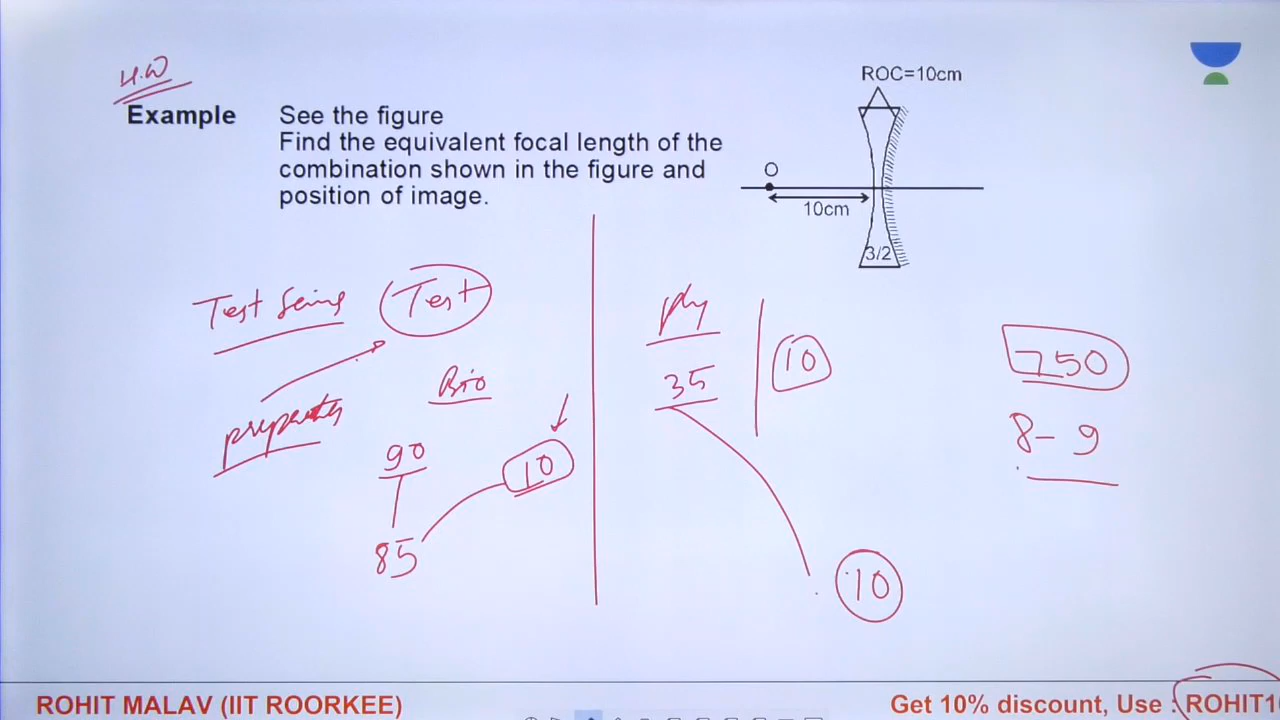 H.W
Example See the figure
Find the equivalent focal length of the
combination shown in the figure and
position of image.
ROC=10cm
O
10cm
3/2
Test Series Test
Bio
90
85
10
phy
35
10
10
750
8-9
ROHIT MALAV (IIT ROORKEE)
Get 10% discount, Use : ROHIT1